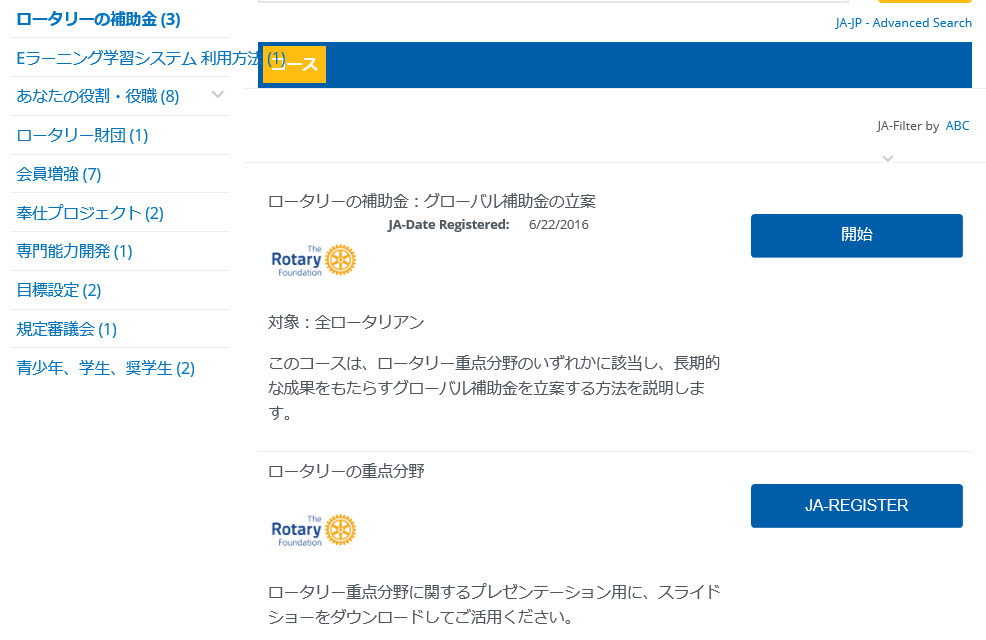 ロータリーの補助金 (3)
Eラーニング学習システム 利用方法 (1)
あなたの役割・役職 (8)
ロータリー財団 (1)
会員増強 (7)
奉仕プロジェクト (2)
専門能力開発 (1)
目標設定 (2)
規定審議会 (1)
青少年、学生、奨学生 (2)
JA-JP - Advanced Search
コース
JA-Filter by ABC
ロータリーの補助金：グローバル補助金の立案
JA-Date Registered: 6/22/2016
開始
The
Rotary
Foundation
対象：全ロータリアン
このコースは、ロータリー重点分野のいずれかに該当し、長期的
な成果をもたらすグローバル補助金を立案する方法を説明しま
す。
ロータリーの重点分野
JA-REGISTER
The
Rotary
Foundation
ロータリー重点分野に関するプレゼンテーション用に、スライド
ショーをダウンロードしてご活用ください。